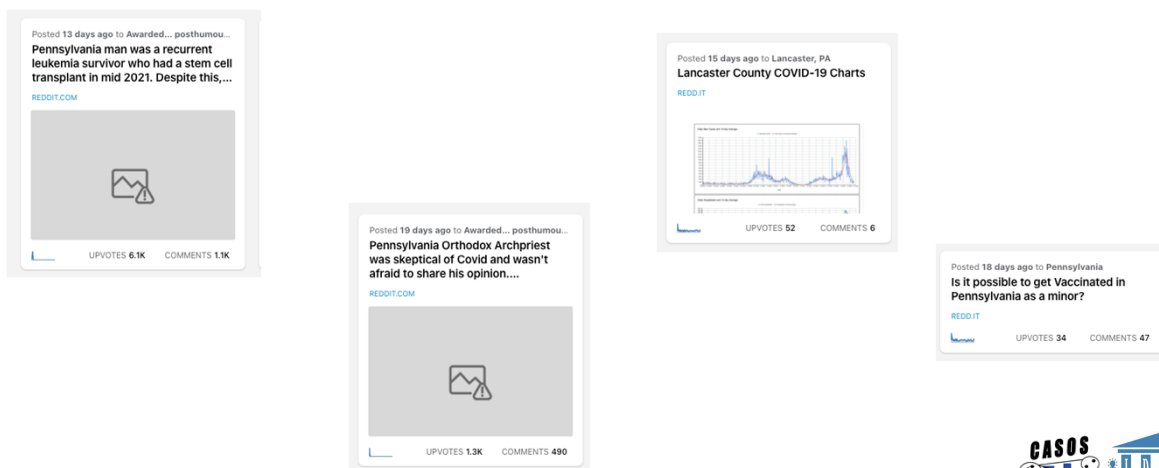 Posted 13 days ago to Awarded... posthumou...
Pennsylvania man was a recurrent
leukemia survivor who had a stem cell
transplant in mid 2021. Despite this,...
REDDIT.COM
UPVOTES 6.1K COMMENTS 1.1K
Posted 19 days ago to Awarded... posthumou...
Pennsylvania Orthodox Archpriest
was skeptical of Covid and wasn't
afraid to share his opinion....
REDDIT.COM
UPVOTES 1.3K COMMENTS 490
Posted 15 days ago to Lancaster, PA
Lancaster County COVID-19 Charts
REDD.IT
UPVOTES 52 COMMENTS 6
Posted 18 days ago to Pennsylvania
Is it possible to get Vaccinated in
Pennsylvania as a minor?
REDD.IT
UPVOTES 34 COMMENTS 47
CASOS